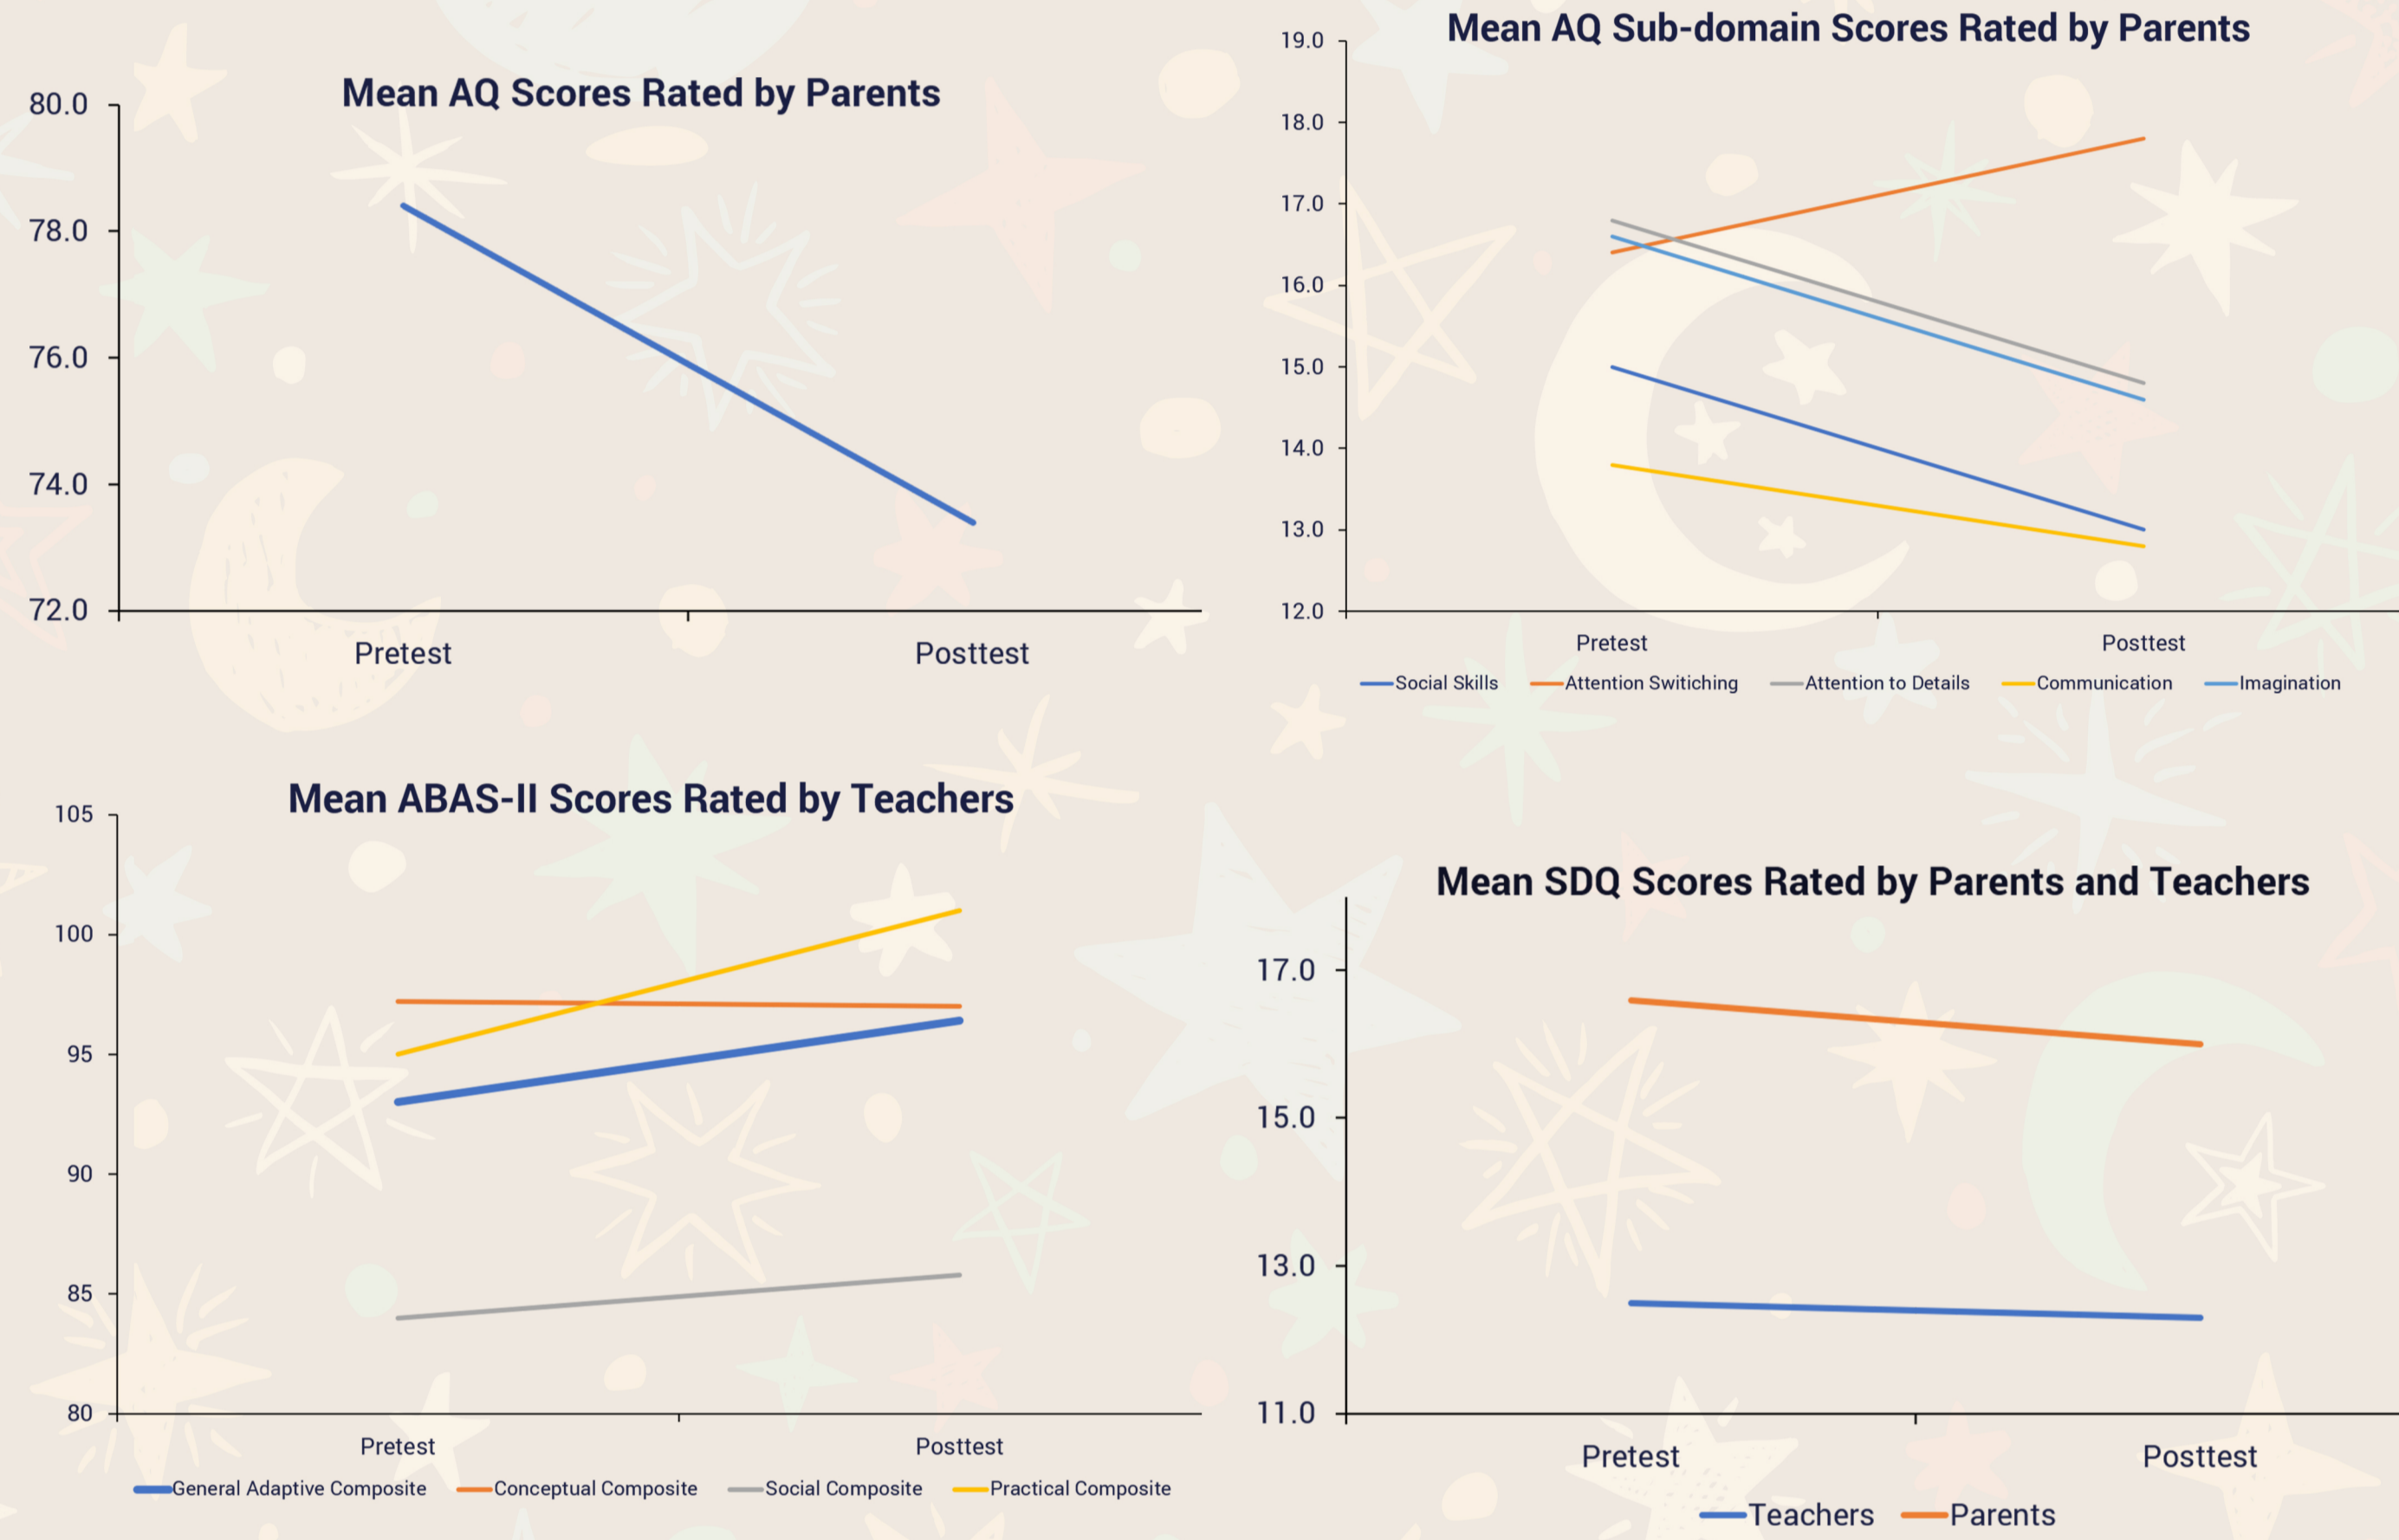 Mean AQ Scores Rated by Parents
80.0
78.0
76.0
74.0
72.0
Pretest Posttest
Mean AQ Sub-domain Scores Rated by Parents
19.0
18.0
17.0
16.0
15.0
14.0
13.0
12.0
Pretest Posttest
Social Skills Attention Switiching Attention to Details Communication Imagination
Mean ABAS-II Scores Rated by Teachers
105
100
95
90
85
80
Pretest Posttest
General Adaptive Composite Conceptual Composite Social Composite Practical Composite
Mean SDQ Scores Rated by Parents and Teachers
17.0
15.0
13.0
11.0
Pretest Posttest
Teachers Parents